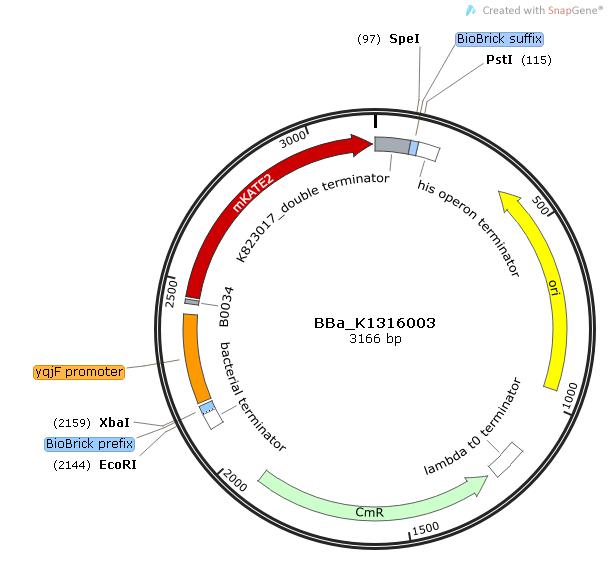 Created with SnapGene®
(97) SpeI
BioBrick suffix
PstI (115)
3000
mKATE2
K823017_double terminator
his operon terminator
500
ori
2500
B0034
BBa_K1316003
3166 bp
yqjF promoter
bacterial terminator
(2159) XbaI
BioBrick prefix
(2144) EcoRI
lambda t0 terminator
1000
2000
CmR
1500